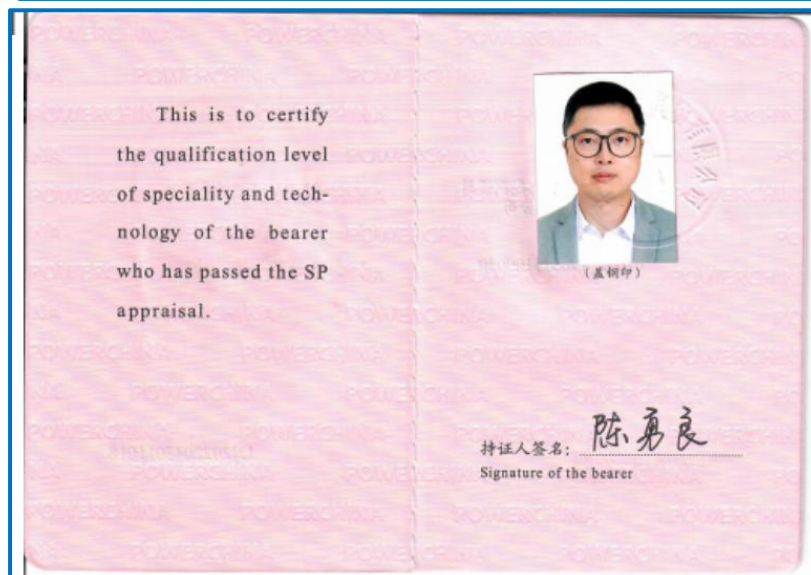 This is to certify
the qualification level
of speciality and tech-
nology of the bearer
who has passed the SP
appraisal.
(盖钢印)
持证人签名: 陈勇良
Signature of the bearer
POWERCHINA